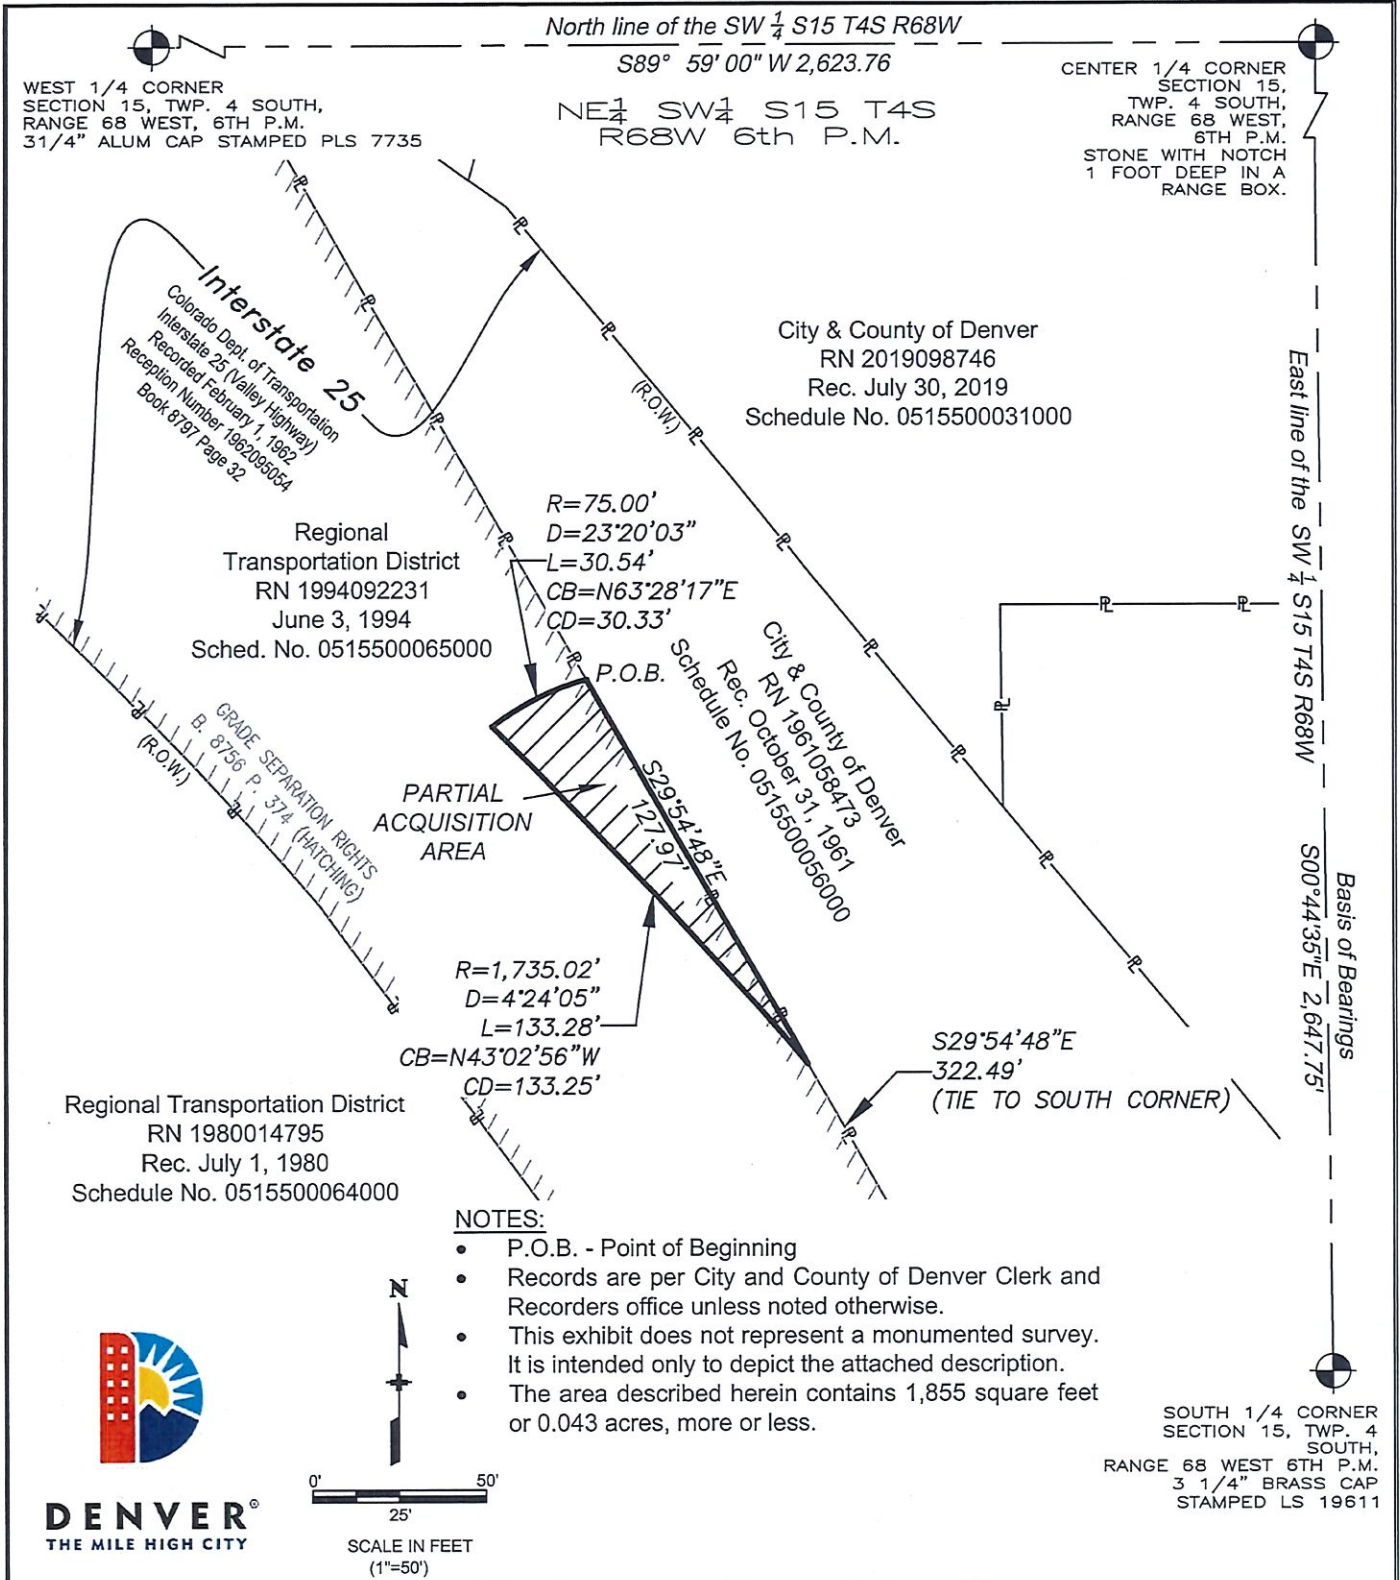 North line of the SW 1/4 S15 T4S R68W
S89° 59' 00" W 2,623.76
WEST 1/4 CORNER
SECTION 15, TWP. 4 SOUTH,
RANGE 68 WEST, 6TH P.M.
31/4" ALUM CAP STAMPED PLS 7735
NE1/4 SW1/4 S15 T4S
R68W 6th P.M.
CENTER 1/4 CORNER
SECTION 15,
TWP. 4 SOUTH,
RANGE 68 WEST,
6TH P.M.
STONE WITH NOTCH
1 FOOT DEEP IN A
RANGE BOX.
Interstate 25
Colorado Dept. of Transportation
Interstate 25 (Valley Highway)
Recorded February 1, 1962
Reception Number 1962095054
Book 8797 Page 32
City & County of Denver
RN 2019098746
Rec. July 30, 2019
Schedule No. 0515500031000
(R.O.W.)
East line of the SW 1/4 S15 T4S R68W
S00°44'35"E 2,647.75'
Basis of Bearings
R=75.00'
D=23°20'03"
L=30.54'
CB=N63°28'17"E
CD=30.33'
Regional
Transportation District
RN 1994092231
June 3, 1994
Sched. No. 0515500065000
P.O.B.
City & County of Denver
RN 1961058473
Rec. October 31, 1961
Schedule No. 0515500056000
GRADE SEPARATION RIGHTS
B. 8756 P. 374 (HATCHING)
(R.O.W.)
S29°54'48"E
127.97'
PARTIAL
ACQUISITION
AREA
R=1,735.02'
D=4°24'05"
L=133.28'
CB=N43°02'56"W
CD=133.25'
S29°54'48"E
322.49'
(TIE TO SOUTH CORNER)
Regional Transportation District
RN 1980014795
Rec. July 1, 1980
Schedule No. 0515500064000
NOTES:
• P.O.B. - Point of Beginning
• Records are per City and County of Denver Clerk and
Recorders office unless noted otherwise.
• This exhibit does not represent a monumented survey.
It is intended only to depict the attached description.
• The area described herein contains 1,855 square feet
or 0.043 acres, more or less.
N
0' 50'
25'
SCALE IN FEET
(1"=50')
DENVER®
THE MILE HIGH CITY
SOUTH 1/4 CORNER
SECTION 15, TWP. 4
SOUTH,
RANGE 68 WEST 6TH P.M.
3 1/4" BRASS CAP
STAMPED LS 19611